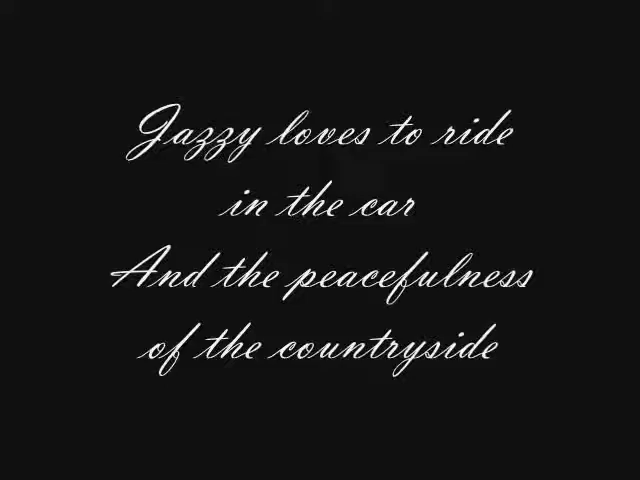 Jazzy loves to ride
in the car
And the peacefulness
of the countryside